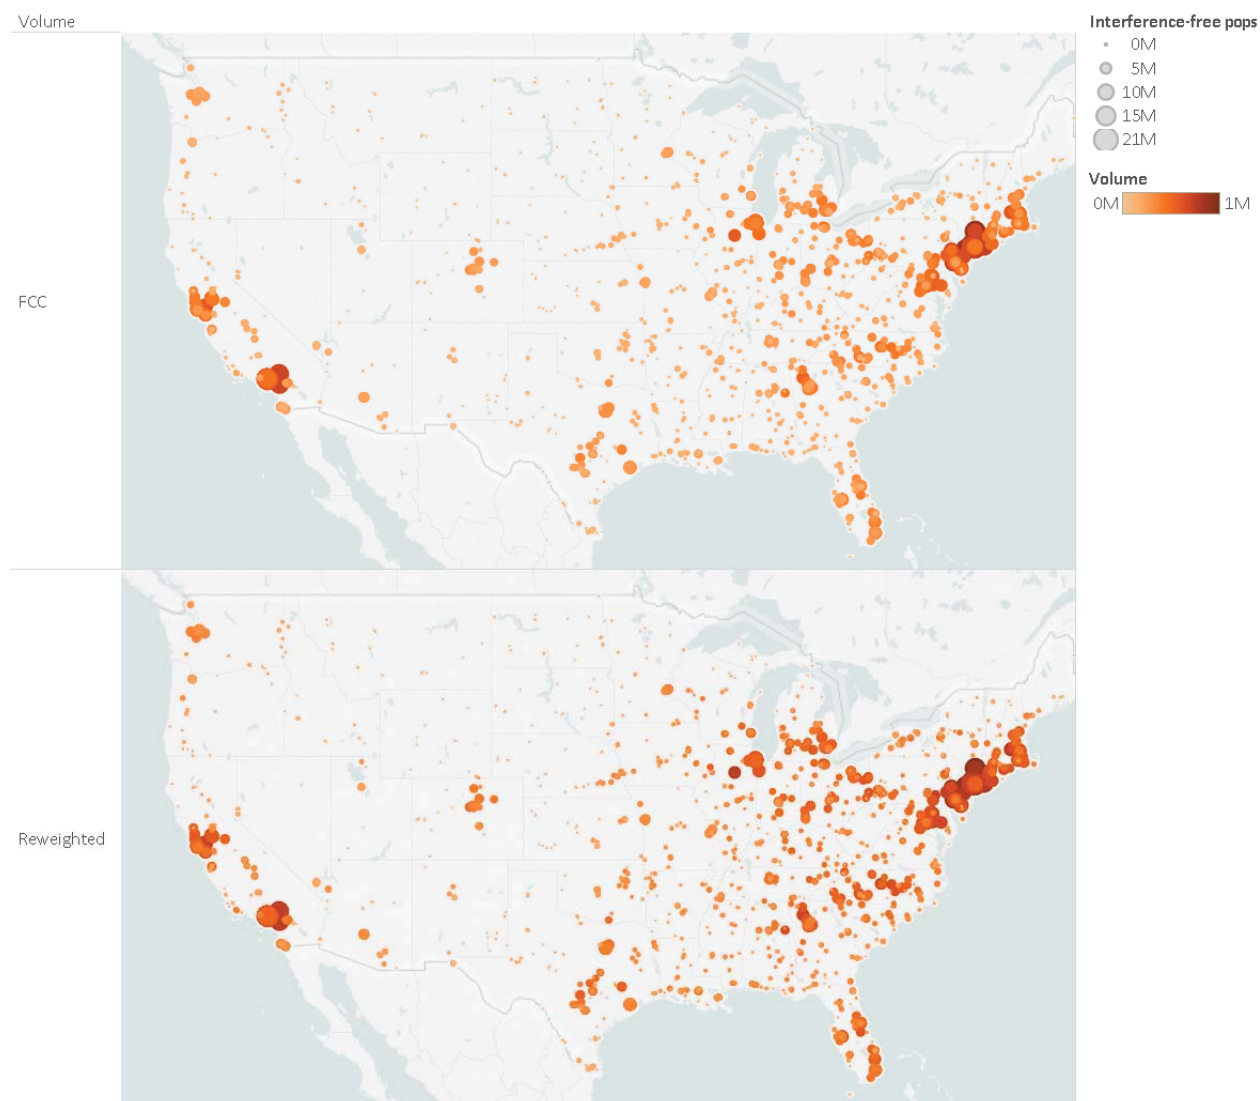 Volume
Interference-free pops
0M
5M
10M
15M
21M
Volume
0M 1M
FCC
Reweighted